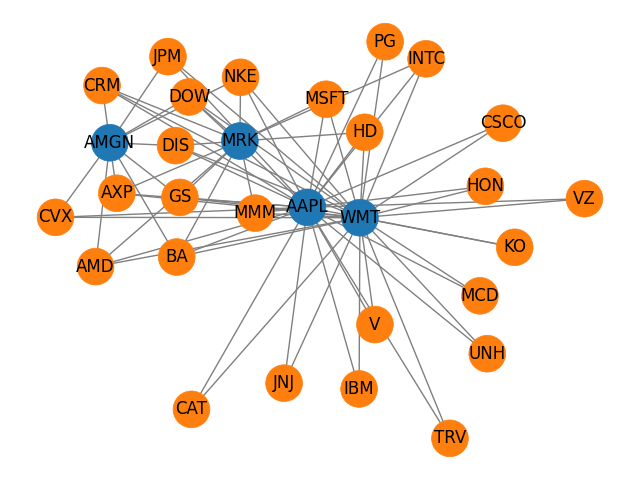 PG
JPM
INTC
NKE
CRM
DOW
MSFT
CSCO
HD
AMGN
MRK
DIS
HON
AXP
GS
VZ
AAPL
MMM
CVX
WMT
KO
BA
AMD
MCD
V
UNH
JNJ
IBM
CAT
TRV